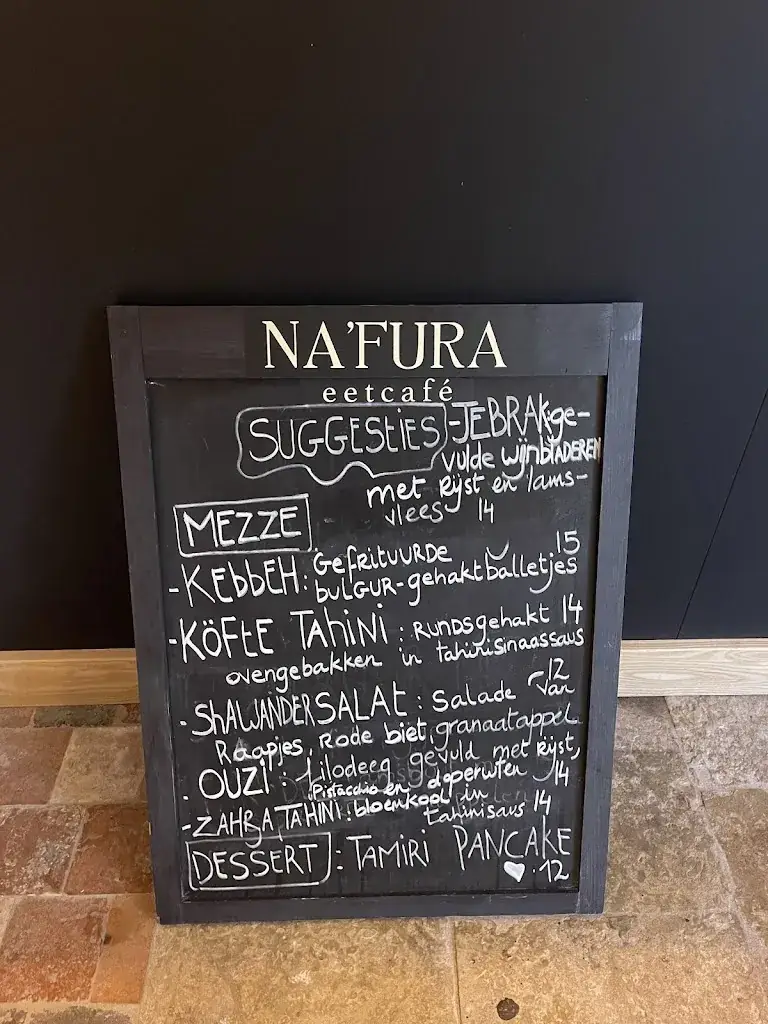 NA'FURA
eetcafé
SUGGESTIES -JEBRAK:ge-
vulde wijnbladeren
met Rijst en lams-
vlees 14
MEZZE
-KEBBEH: Gefrituurde 15
bulgur-gehaktballetjes
-KÖFTE TAHINI: Rundsgehakt 14
ovengebakken in tahinisinaassaus
-SHAWANDER SALAT: Salade 12
van
Raapjes, Rode biet, granaatappel
. OUZI: filodeeg gevuld met Rijst,
Pistache en doperwten 14
-ZAHRA TAHINI: bloemkool in
tahinisaus 14
DESSERT: TAMIRI PANCAKE
.12